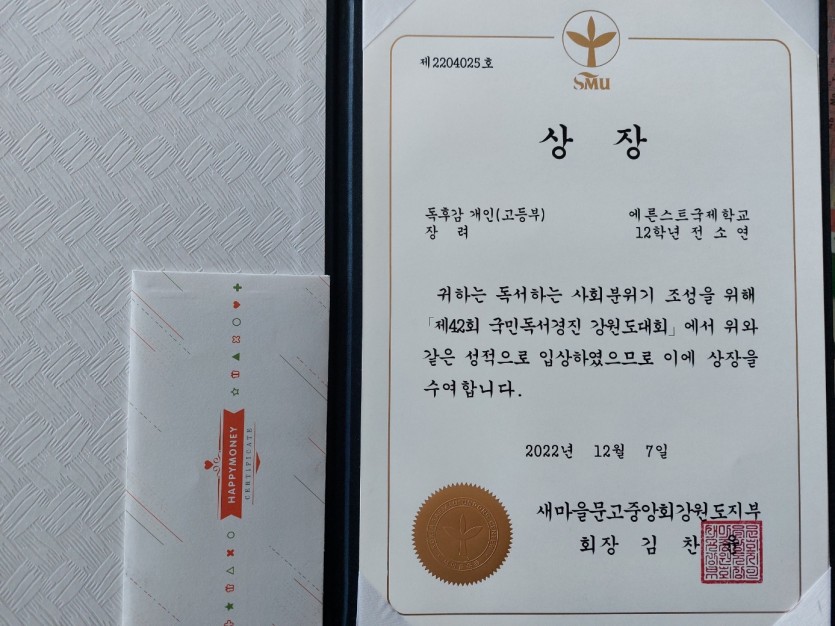 제2204025호
SMU
상 장
독후감 개인(고등부) 에른스트국제학교
장 려 12학년 전 소 연
귀하는 독서하는 사회분위기 조성을 위해
「제42회 국민독서경진 강원도대회」에서 위와
같은 성적으로 입상하였으므로 이에 상장을
수여합니다.
2022년 12월 7일
새마을문고중앙회강원도지부
회장 김 찬
HAPPYMONEY
CERTIFICATE